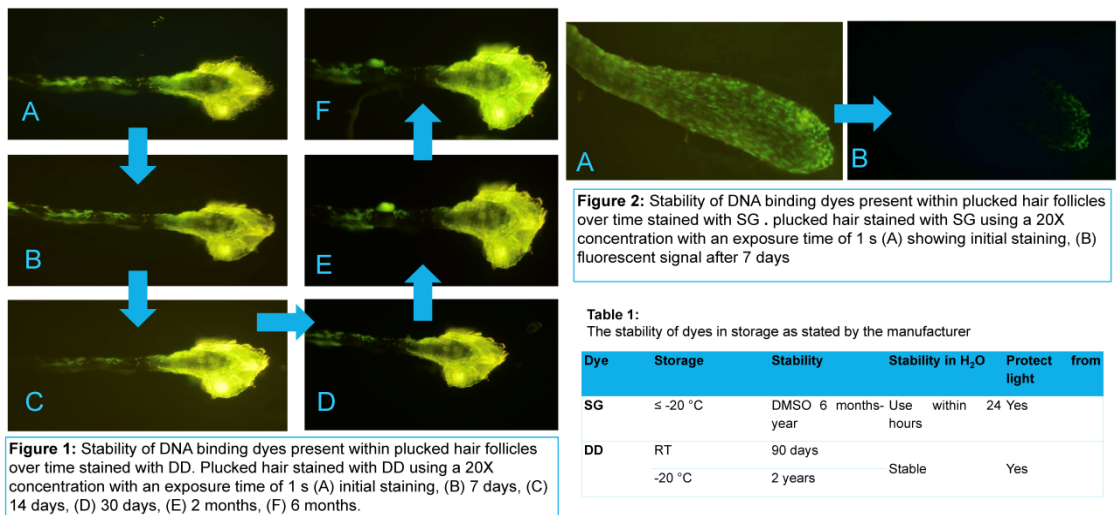 A
B
C
D
E
F
Figure 1: Stability of DNA binding dyes present within plucked hair follicles
over time stained with DD. Plucked hair stained with DD using a 20X
concentration with an exposure time of 1 s (A) initial staining, (B) 7 days, (C)
14 days, (D) 30 days, (E) 2 months, (F) 6 months.
A
B
Figure 2: Stability of DNA binding dyes present within plucked hair follicles
over time stained with SG . plucked hair stained with SG using a 20X
concentration with an exposure time of 1 s (A) showing initial staining, (B)
fluorescent signal after 7 days
Table 1:
The stability of dyes in storage as stated by the manufacturer
Dye Storage Stability Stability in H₂O Protect from
light
SG ≤ -20 °C DMSO 6 months- Use within 24 Yes
year hours
DD RT 90 days
Stable Yes
-20 °C 2 years